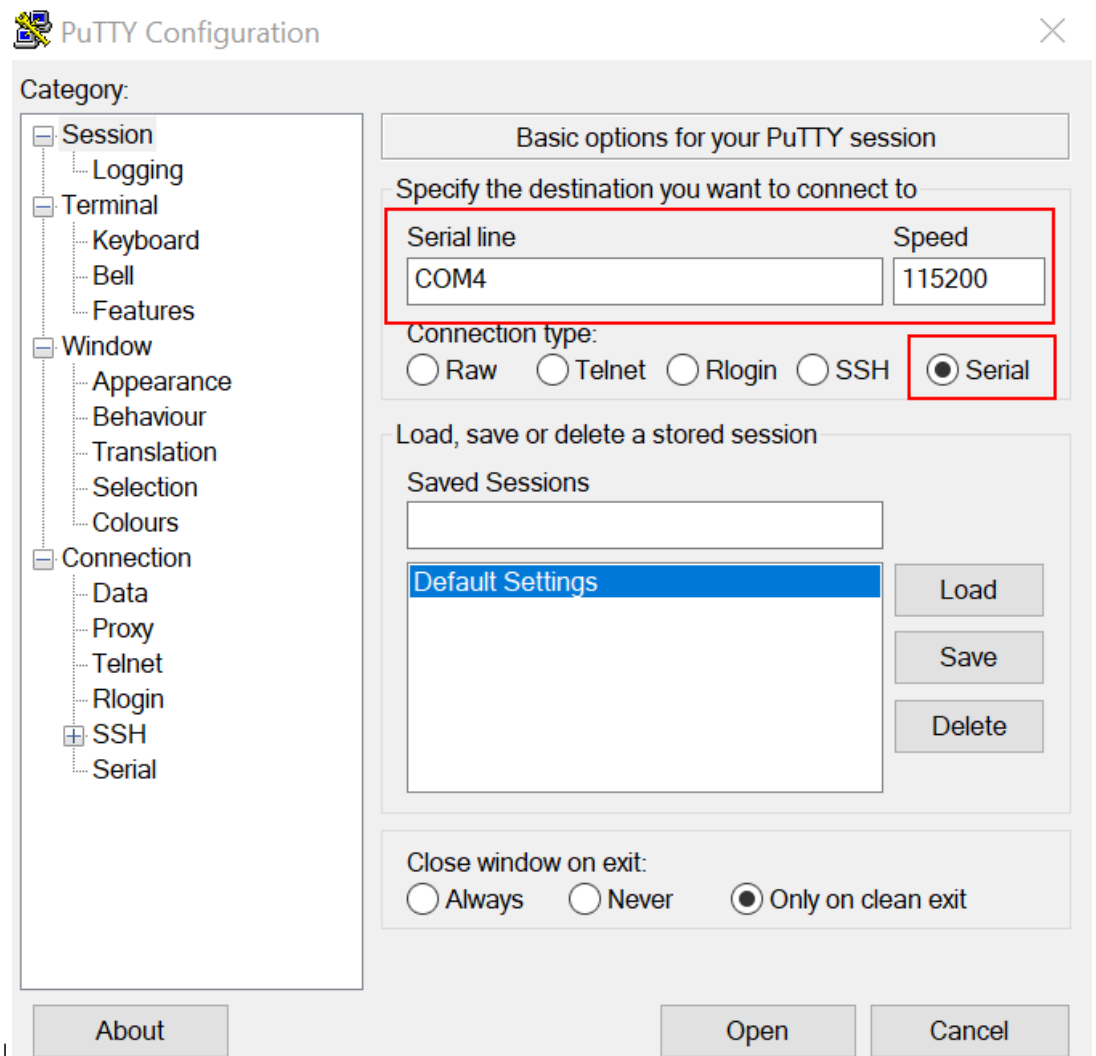 PuTTY Configuration
Category:
Session
Logging
Terminal
Keyboard
Bell
Features
Window
Appearance
Behaviour
Translation
Selection
Colours
Connection
Data
Proxy
Telnet
Rlogin
SSH
Serial
Basic options for your PuTTY session
Specify the destination you want to connect to
Serial line Speed
COM4 115200
Connection type:
Raw Telnet Rlogin SSH Serial
Load, save or delete a stored session
Saved Sessions
Default Settings
Load
Save
Delete
Close window on exit:
Always Never Only on clean exit
About Open Cancel